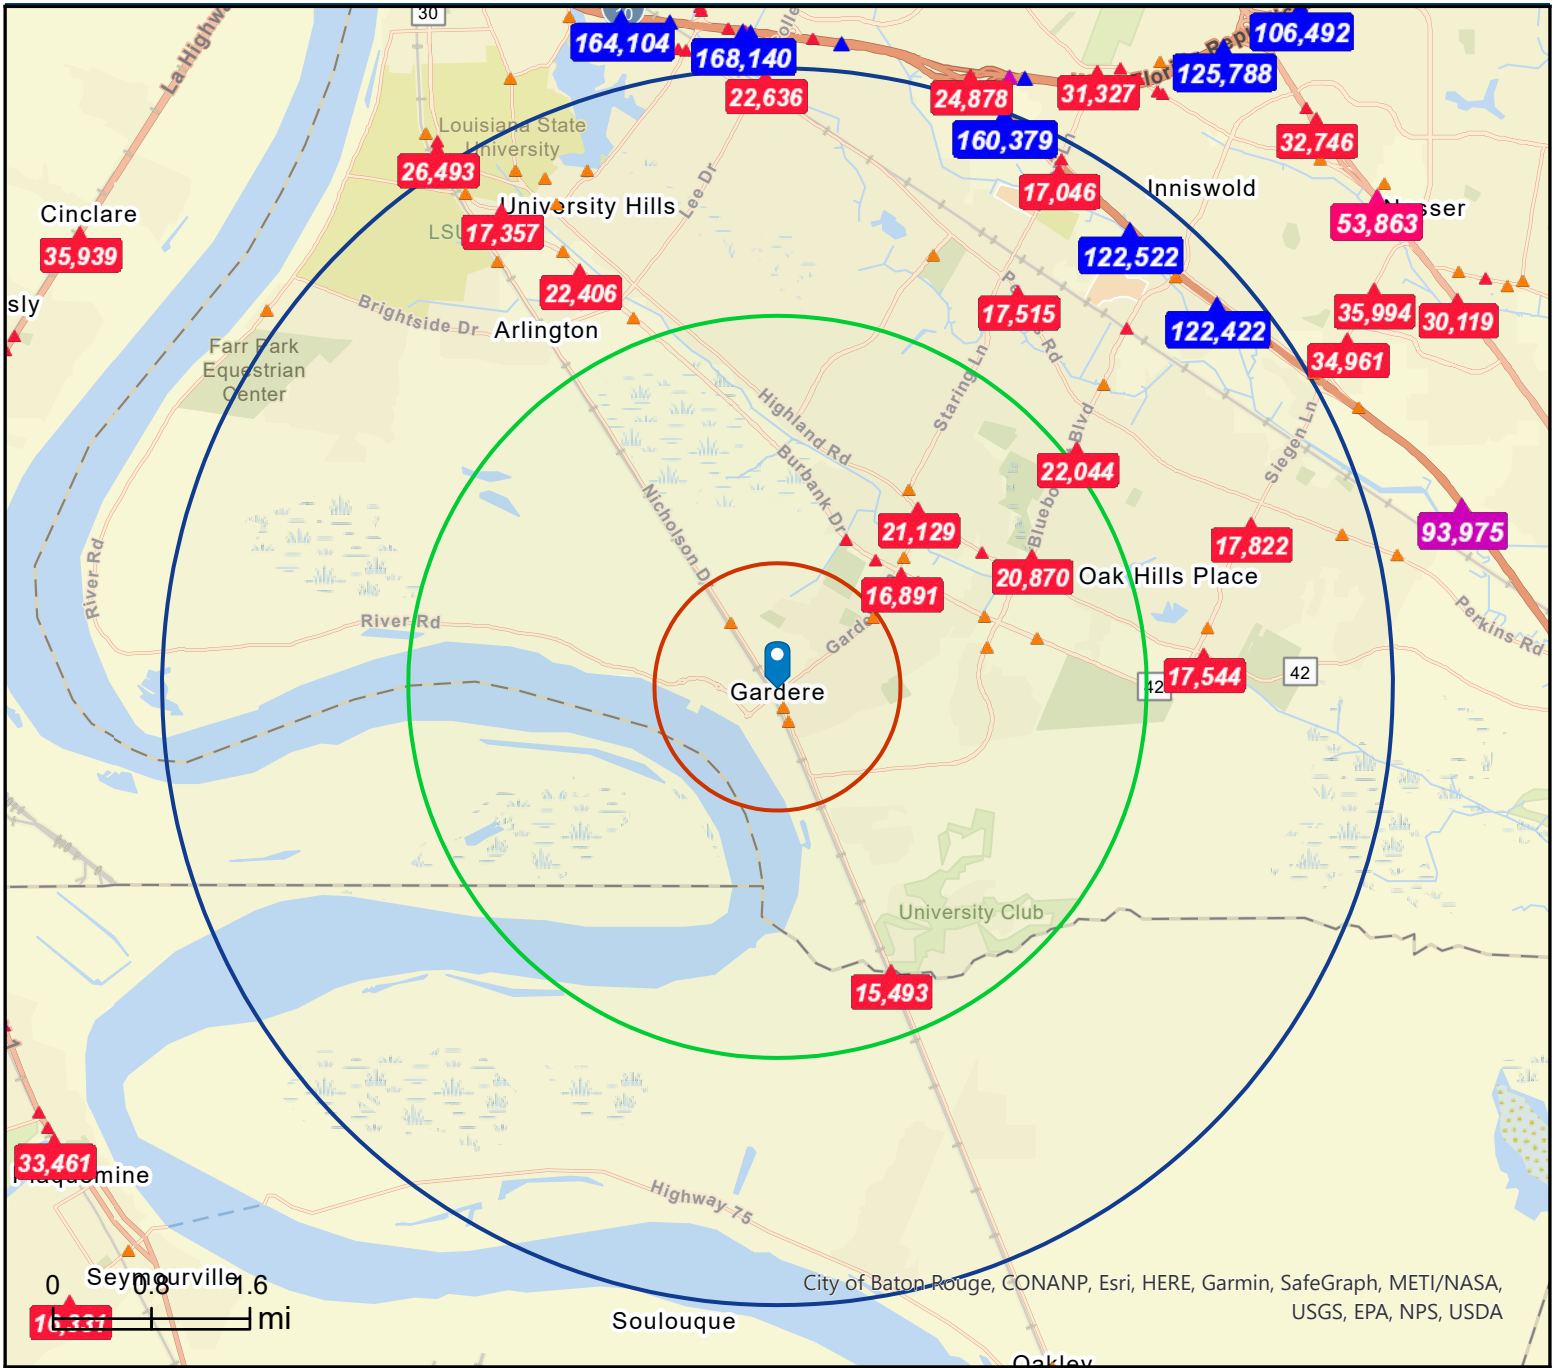 30
10
164,104
168,140
22,636
24,878
31,327
125,788
106,492
La Highway
Louisiana State
University
26,493
160,379
17,046
32,746
Inniswold
53,863
Cinclare
35,939
University Hills
LSU
17,357
Lee Dr
22,406
122,522
17,515
122,422
35,994
30,119
34,961
sly
Brightside Dr
Arlington
Farr Park
Equestrian
Center
Staring Ln
Highland Rd
Burbank Dr
Siegen Ln
22,044
Nicholson D
21,129
93,975
17,822
River Rd
16,891
20,870
Oak Hills Place
River Rd
Perkins Rd
Gardere
42
17,544
42
University Club
15,493
33,461
Highway 75
Seymourville
0
0.8
1.6
mi
Soulouque
City of Baton Rouge, CONANP, Esri, HERE, Garmin, SafeGraph, METI/NASA,
USGS, EPA, NPS, USDA
Oakley